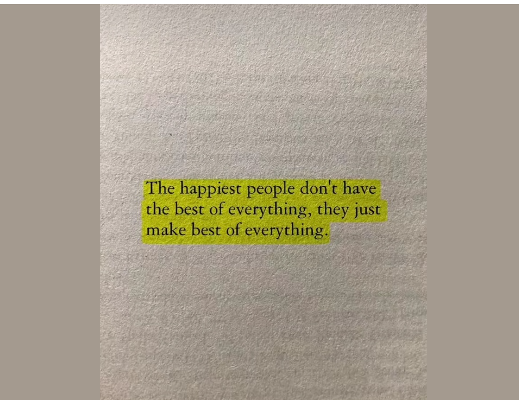 The happiest people don't have
the best of everything, they just
make best of everything.